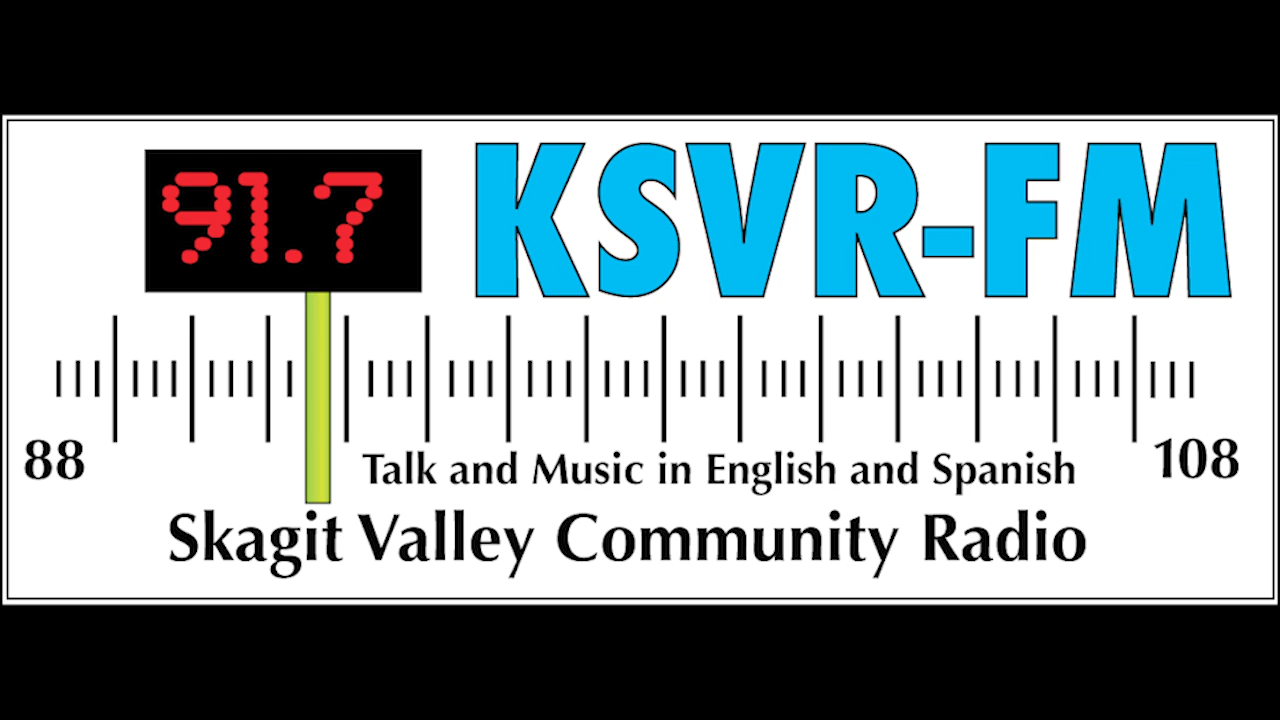 91.7
KSVR-FM
88
108
Talk and Music in English and Spanish
Skagit Valley Community Radio